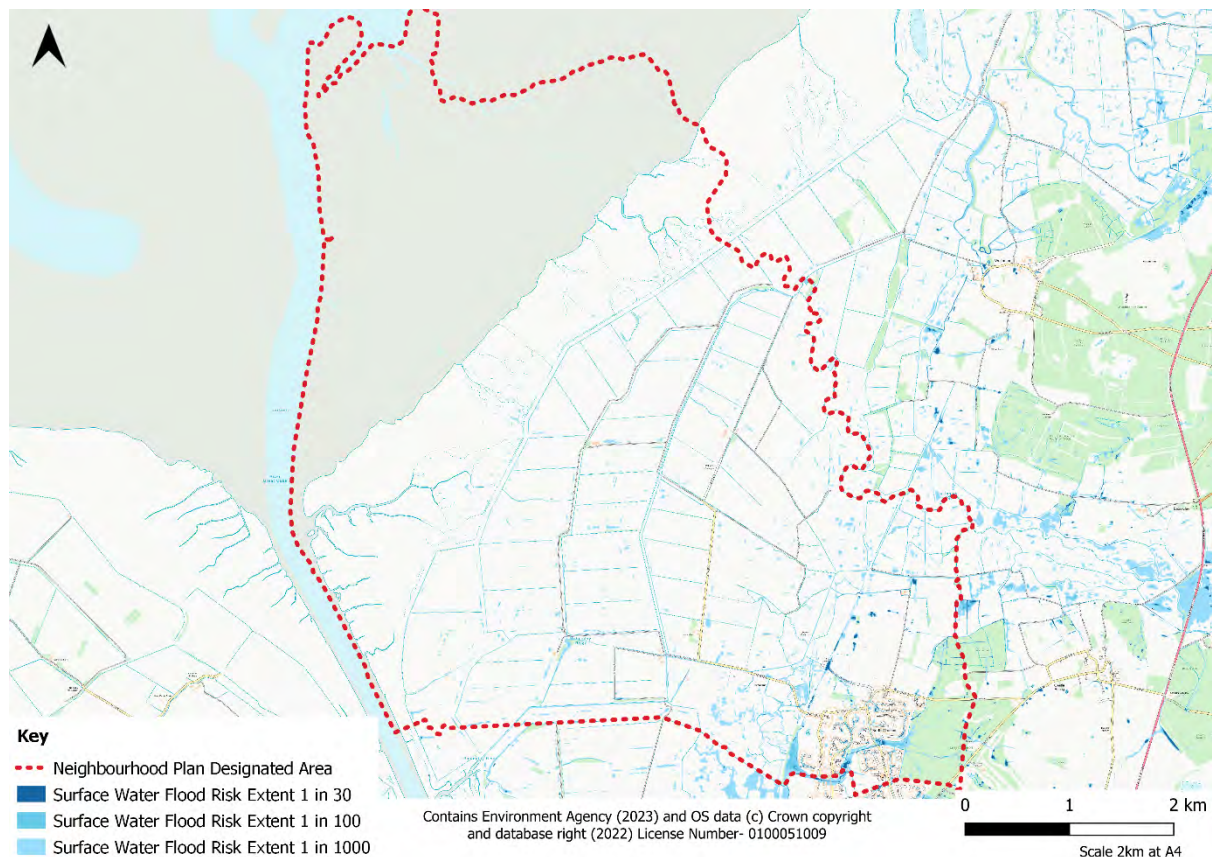 Key
Neighbourhood Plan Designated Area
Surface Water Flood Risk Extent 1 in 30
Surface Water Flood Risk Extent 1 in 100
Surface Water Flood Risk Extent 1 in 1000
Contains Environment Agency (2023) and OS data (c) Crown copyright
and database right (2022) License Number- 0100051009
0 1 2 km
Scale 2km at A4